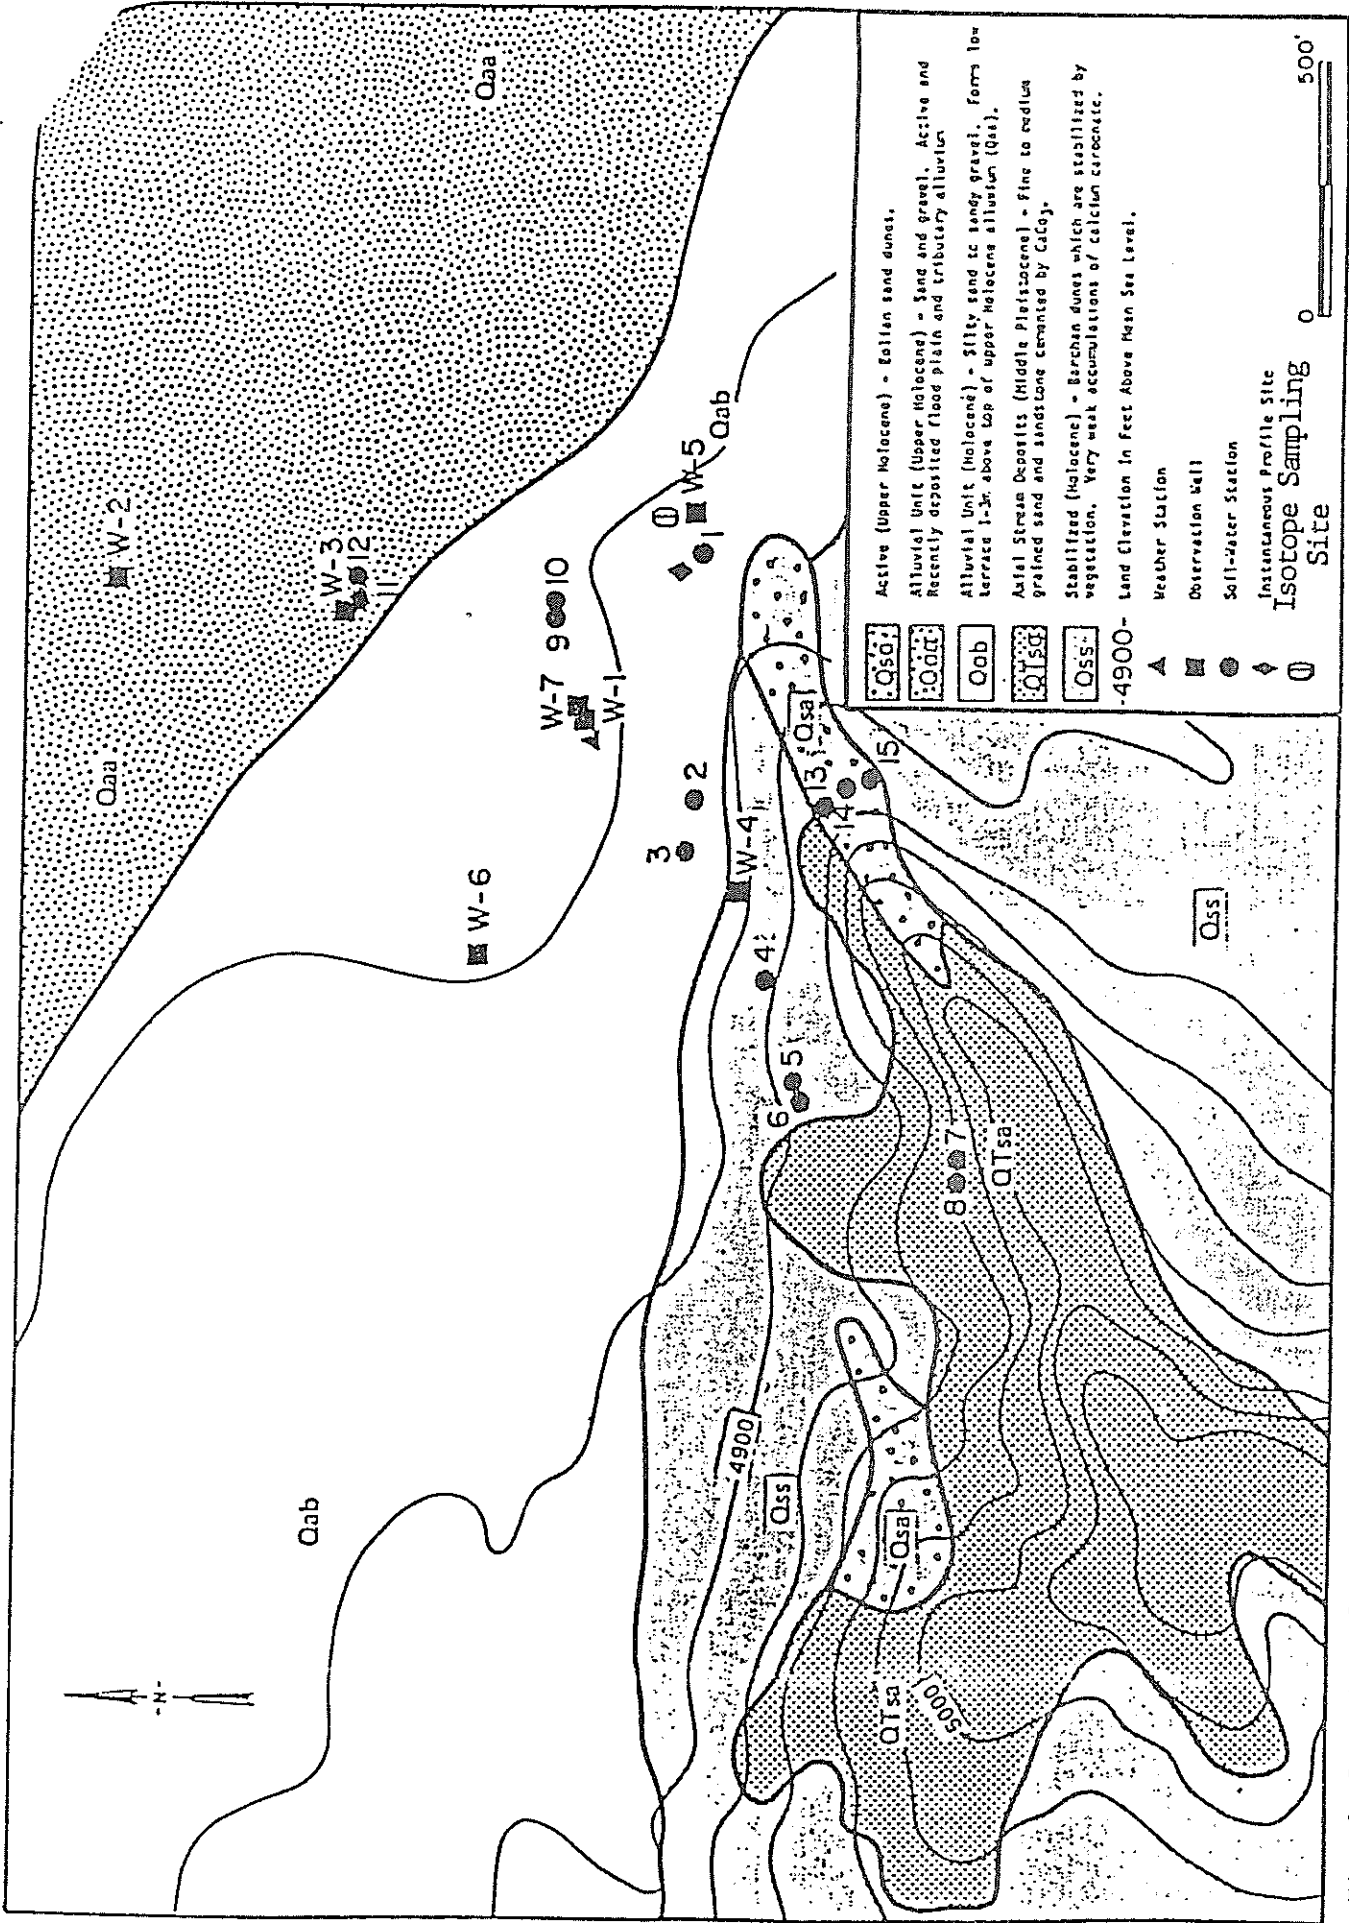 Qaa
Qaa
W-2
W-3
12
11
9
10
W-7
W-1
W-5
1
Qab
W-6
3
2
W-4
4
5
6
13
14
15
Qsa
7
8
QTsa
Qss
Qab
4900
Qss
Qsa
QTsa
5000
-N-
Qsa
Active (Upper Holocene) - Eolian sand dunes.
Qaa
Alluvial Unit (Upper Holocene) - Sand and gravel. Active and
Recently deposited flood plain and tributary alluvium
Qab
Alluvial Unit (Holocene) - Silty sand to sandy gravel. Forms low
terrace 1-3m above top of upper Holocene alluvium (Qaa).
QTsa
Axial Stream Deposits (Middle Pleistocene) - Fine to medium
grained sand and sandstone cemented by CaCo3.
Qss
Stabilized (Holocene) - Barchan dunes which are stabilized by
vegetation. Very weak accumulations of calcium carbonate.
-4900-
Land Elevation In Feet Above Mean Sea Level.
Weather Station
Observation Well
Soil-Water Station
Instantaneous Profile Site
Isotope Sampling
Site
0
500'